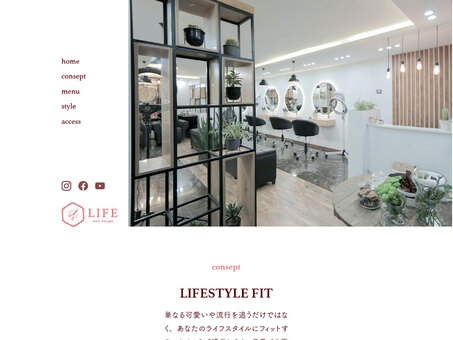 home
consept
menu
style
access
LIFE
hair design
consept
LIFESTYLE FIT
単なる可愛いや流行を追うだけではな
く、あなたのライフスタイルにフィットす